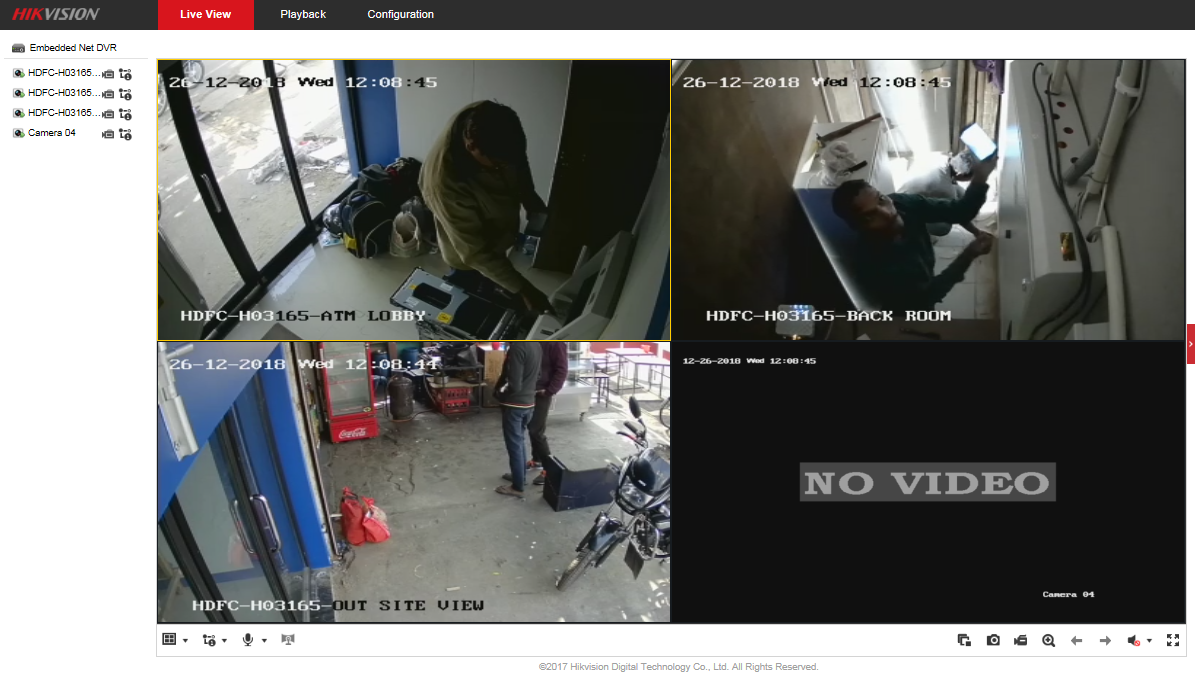 HIKVISION
Live View
Playback
Configuration
Embedded Net DVR
HDFC-H03165...
HDFC-H03165...
HDFC-H03165...
Camera 04
26-12-2018 Wed 12:08:45
HDFC-H03165-ATM LOBBY
26-12-2018 Wed 12:08:45
HDFC-H03165-BACK ROOM
26-12-2018 Wed 12:08:44
Coca-Cola
HDFC-H03165-OUT SITE VIEW
12-26-2018 Wed 12:08:45
NO VIDEO
Camera 04
©2017 Hikvision Digital Technology Co., Ltd. All Rights Reserved.